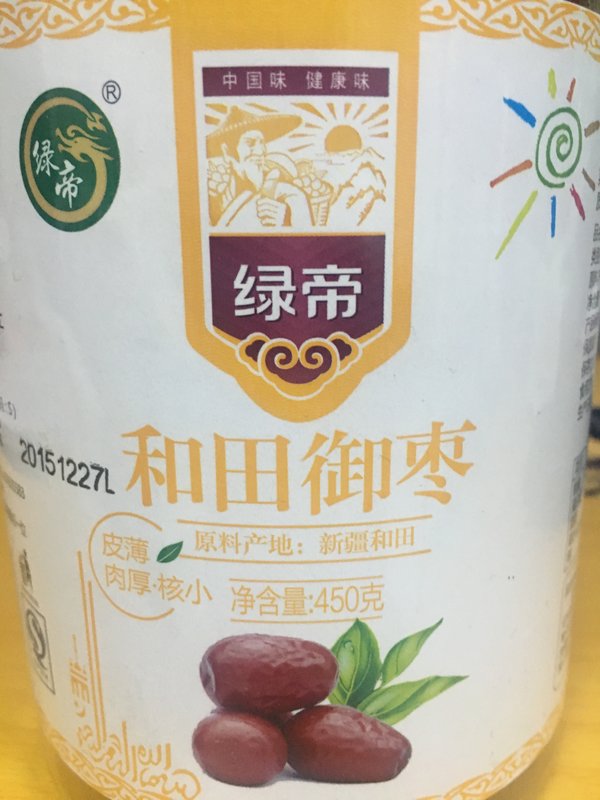 中国味 健康味
绿帝
®
绿帝
和田御枣
20151227L
原料产地：新疆和田
皮薄
肉厚·核小
净含量:450克